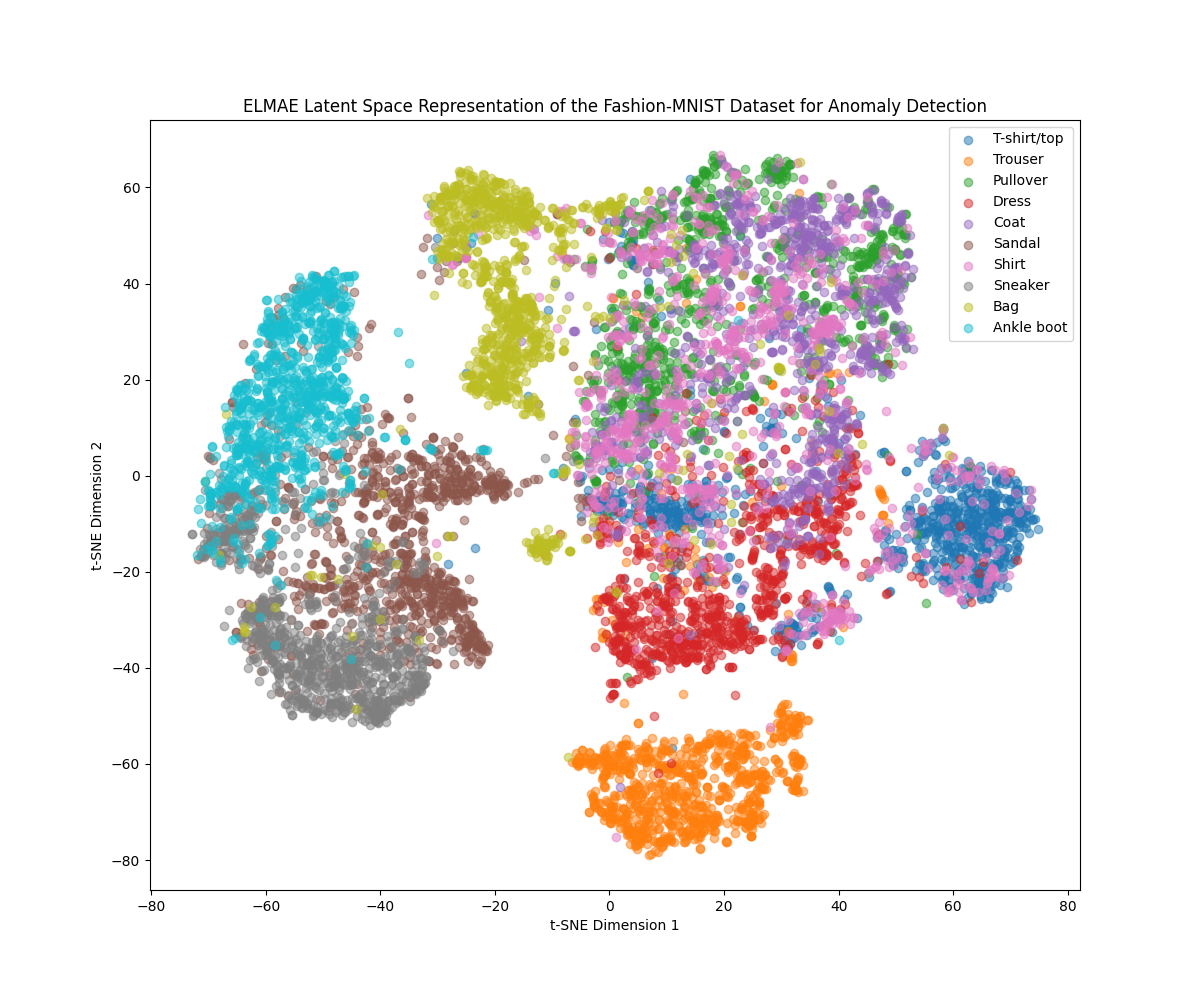 ELMAE Latent Space Representation of the Fashion-MNIST Dataset for Anomaly Detection
T-shirt/top
Trouser
Pullover
Dress
Coat
Sandal
Shirt
Sneaker
Bag
Ankle boot
60
40
20
0
−20
−40
−60
−80
t-SNE Dimension 2
−80 −60 −40 −20 0 20 40 60 80
t-SNE Dimension 1